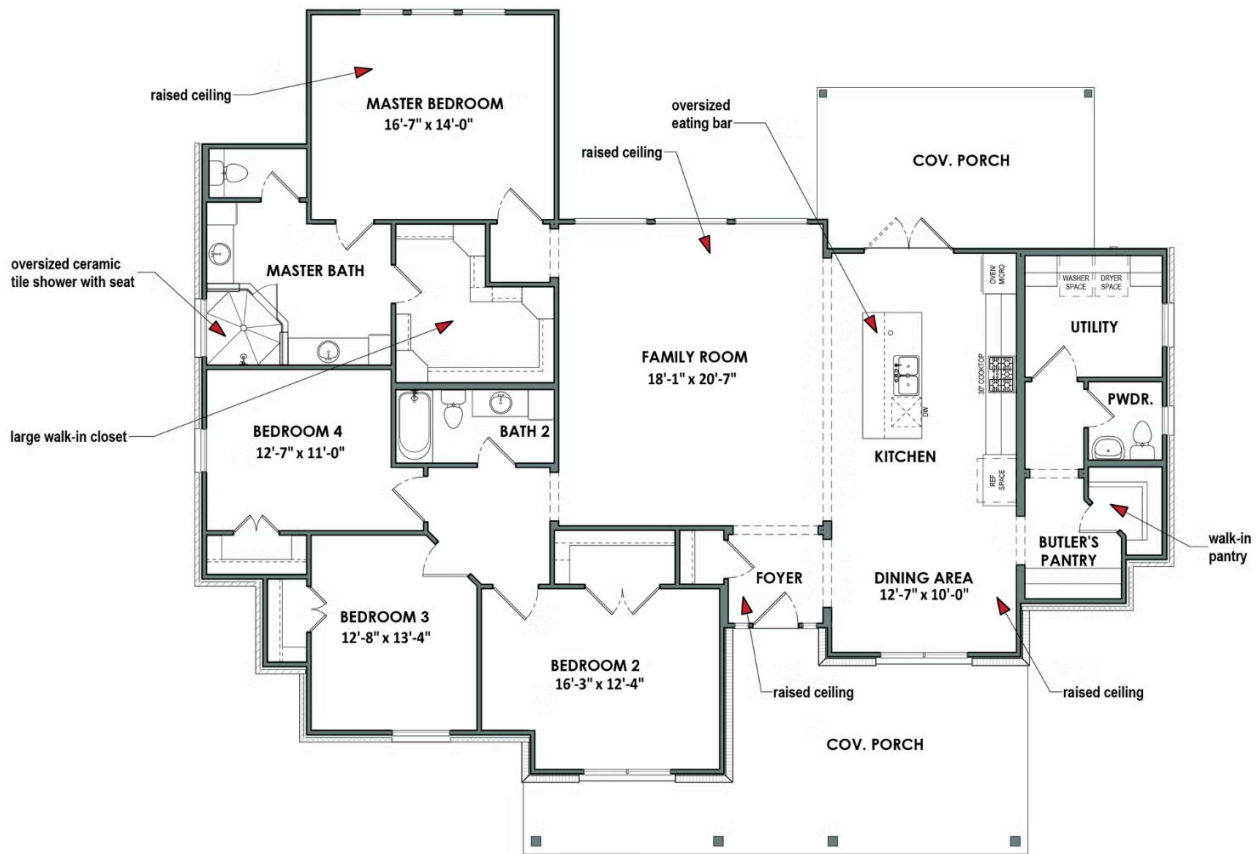 raised ceiling
MASTER BEDROOM
16'-7" x 14'-0"
oversized
eating bar
raised ceiling
COV. PORCH
oversized ceramic
tile shower with seat
MASTER BATH
OVEN/
MICRO
WASHER
SPACE
DRYER
SPACE
UTILITY
FAMILY ROOM
18'-1" x 20'-7"
30" COOKTOP
PWDR.
large walk-in closet
BEDROOM 4
12'-7" x 11'-0"
BATH 2
DW
KITCHEN
REF.
SPACE
walk-in
pantry
BUTLER'S
PANTRY
FOYER
DINING AREA
12'-7" x 10'-0"
BEDROOM 3
12'-8" x 13'-4"
BEDROOM 2
16'-3" x 12'-4"
raised ceiling
raised ceiling
COV. PORCH